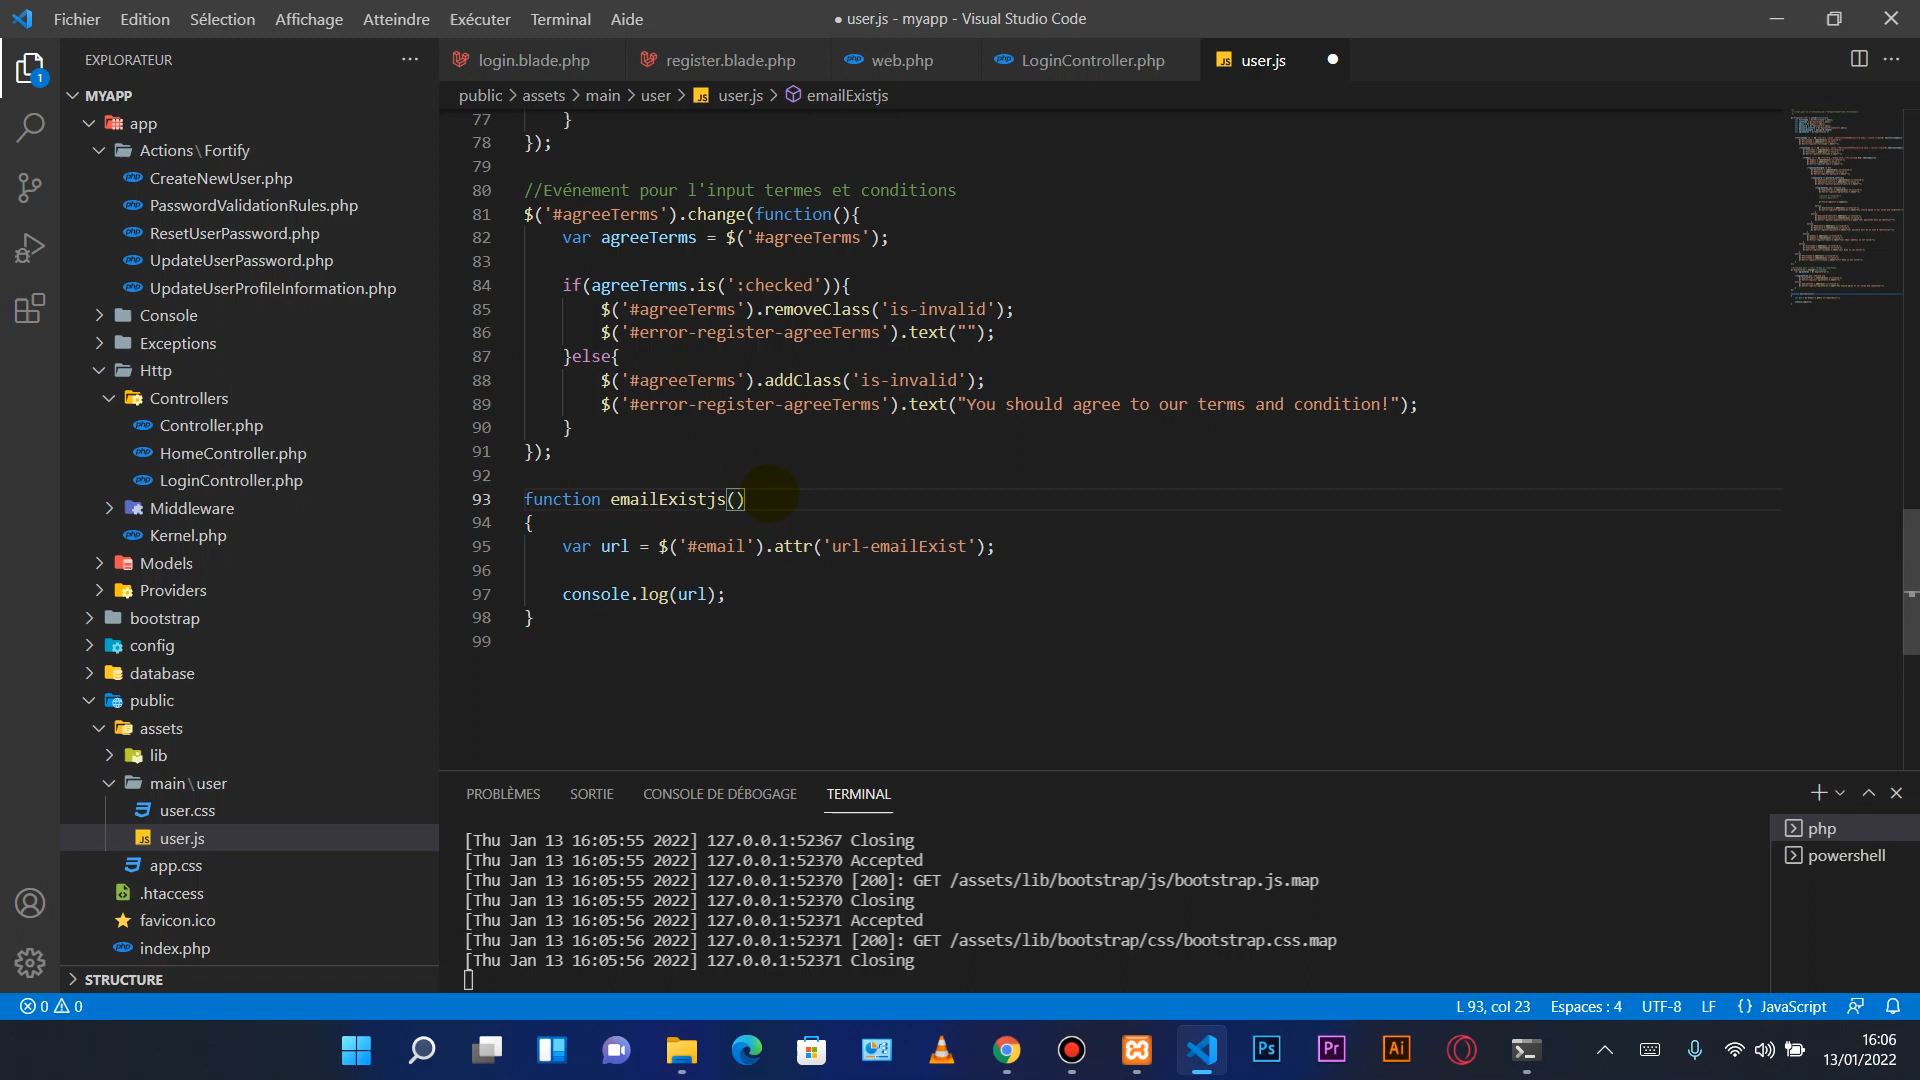 Fichier Edition Sélection Affichage Atteindre Exécuter Terminal Aide
● user.js - myapp - Visual Studio Code
EXPLORATEUR
MYAPP
app
Actions\Fortify
CreateNewUser.php
PasswordValidationRules.php
ResetUserPassword.php
UpdateUserPassword.php
UpdateUserProfileInformation.php
Console
Exceptions
Http
Controllers
Controller.php
HomeController.php
LoginController.php
Middleware
Kernel.php
Models
Providers
bootstrap
config
database
public
assets
lib
main\user
user.css
user.js
app.css
.htaccess
favicon.ico
index.php
STRUCTURE
login.blade.php register.blade.php web.php LoginController.php user.js
public > assets > main > user > user.js > emailExistjs
77 }
78 });
79
80 //Evénement pour l'input termes et conditions
81 $('#agreeTerms').change(function(){
82 var agreeTerms = $('#agreeTerms');
83
84 if(agreeTerms.is(':checked')){
85 $('#agreeTerms').removeClass('is-invalid');
86 $('#error-register-agreeTerms').text("");
87 }else{
88 $('#agreeTerms').addClass('is-invalid');
89 $('#error-register-agreeTerms').text("You should agree to our terms and condition!");
90 }
91 });
92
93 function emailExistjs()
94 {
95 var url = $('#email').attr('url-emailExist');
96
97 console.log(url);
98 }
99
PROBLÈMES SORTIE CONSOLE DE DÉBOGAGE TERMINAL
[Thu Jan 13 16:05:55 2022] 127.0.0.1:52367 Closing
[Thu Jan 13 16:05:55 2022] 127.0.0.1:52370 Accepted
[Thu Jan 13 16:05:55 2022] 127.0.0.1:52370 [200]: GET /assets/lib/bootstrap/js/bootstrap.js.map
[Thu Jan 13 16:05:55 2022] 127.0.0.1:52370 Closing
[Thu Jan 13 16:05:56 2022] 127.0.0.1:52371 Accepted
[Thu Jan 13 16:05:56 2022] 127.0.0.1:52371 [200]: GET /assets/lib/bootstrap/css/bootstrap.css.map
[Thu Jan 13 16:05:56 2022] 127.0.0.1:52371 Closing
php
powershell
0 0
L 93, col 23 Espaces : 4 UTF-8 LF {} JavaScript
Ps Pr Ai
16:06
13/01/2022